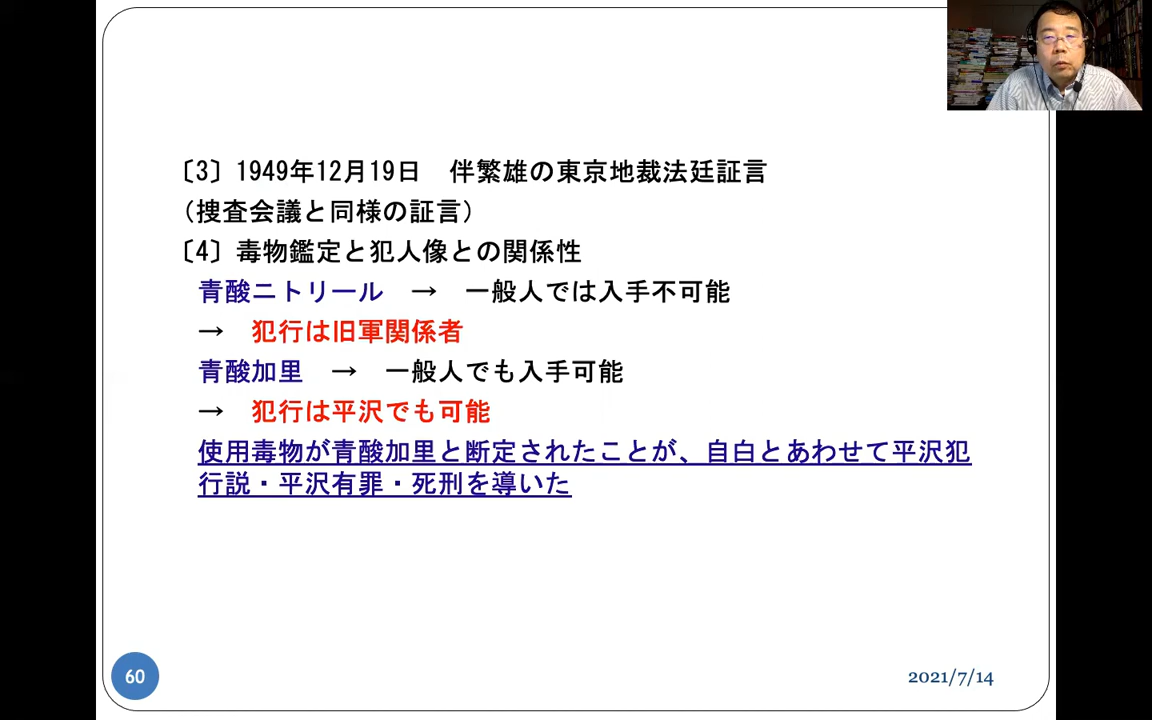 〔3〕1949年12月19日　伴繁雄の東京地裁法廷証言
（捜査会議と同様の証言）
〔4〕毒物鑑定と犯人像との関係性
青酸ニトリール　→　一般人では入手不可能
→　犯行は旧軍関係者
青酸加里　→　一般人でも入手可能
→　犯行は平沢でも可能
使用毒物が青酸加里と断定されたことが、自白とあわせて平沢犯
行説・平沢有罪・死刑を導いた
60
2021/7/14